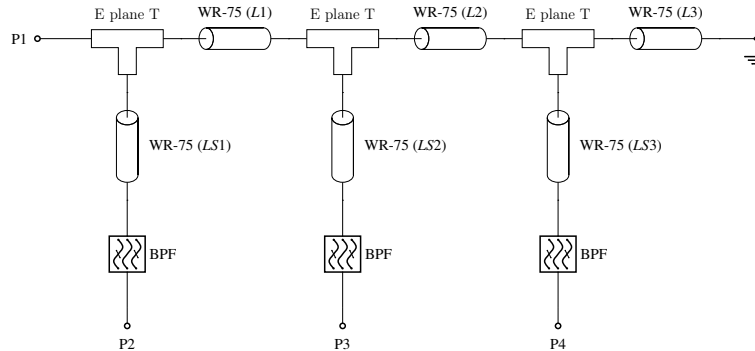 E plane T
WR-75 (L1)
E plane T
WR-75 (L2)
E plane T
WR-75 (L3)
P1
WR-75 (LS1)
WR-75 (LS2)
WR-75 (LS3)
BPF
BPF
BPF
P2
P3
P4